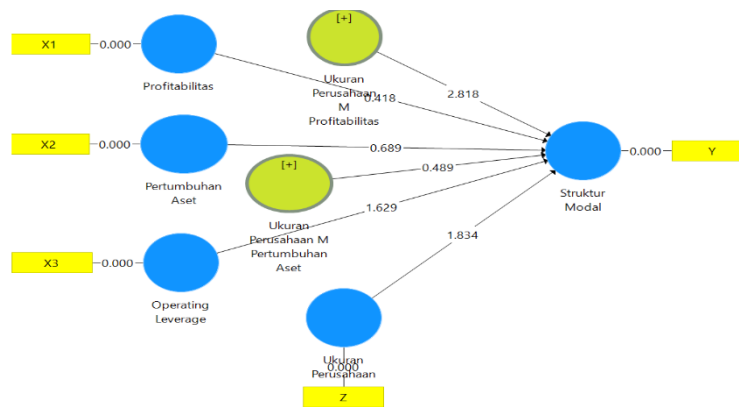 [+]
X1
0.000
Profitabilitas
Ukuran
Perusahaan
M
Profitabilitas
0.418
2.818
X2
0.000
Pertumbuhan
Aset
0.689
[+]
0.489
Ukuran
Perusahaan M
Pertumbuhan
Aset
1.629
Struktur
Modal
0.000
Y
1.834
X3
0.000
Operating
Leverage
Ukuran
Perusahaan
0.000
Z